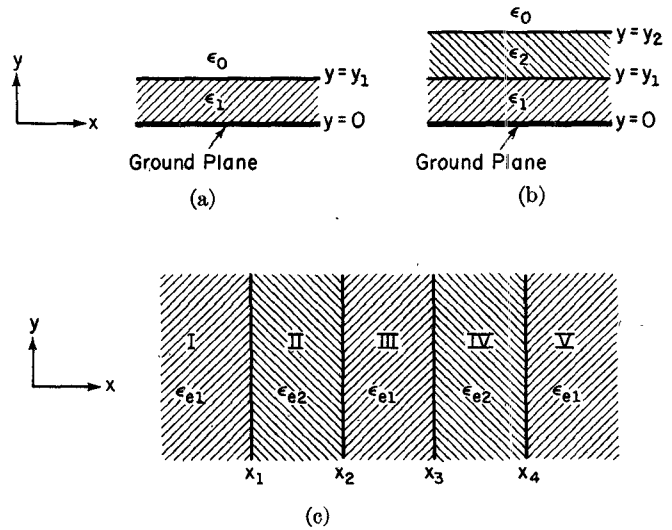 y
x
ϵ₀
ϵ₁
y = y₁
y = 0
Ground Plane
(a)
ϵ₀
ϵ₂
ϵ₁
y = y₂
y = y₁
y = 0
Ground Plane
(b)
y
x
I II III IV V
ϵe1 ϵe2 ϵe1 ϵe2 ϵe1
x₁ x₂ x₃ x₄
(c)